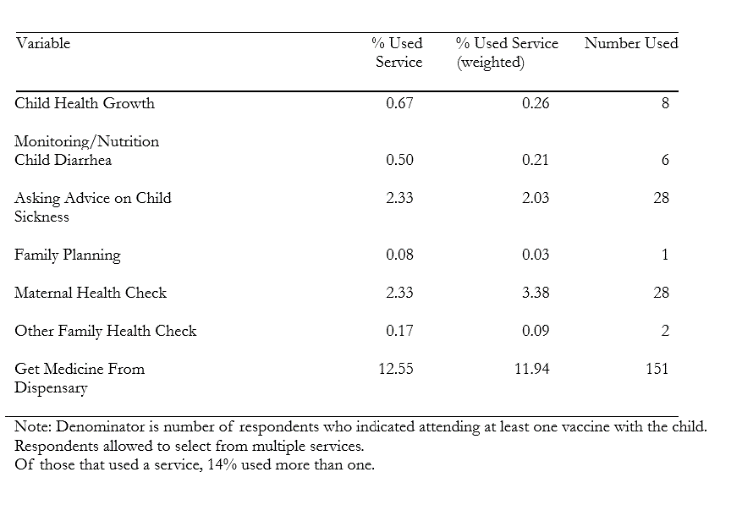 Variable % Used % Used Service Number Used
Service (weighted)
Child Health Growth 0.67 0.26 8
Monitoring/Nutrition
Child Diarrhea 0.50 0.21 6
Asking Advice on Child 2.33 2.03 28
Sickness
Family Planning 0.08 0.03 1
Maternal Health Check 2.33 3.38 28
Other Family Health Check 0.17 0.09 2
Get Medicine From 12.55 11.94 151
Dispensary
Note: Denominator is number of respondents who indicated attending at least one vaccine with the child.
Respondents allowed to select from multiple services.
Of those that used a service, 14% used more than one.